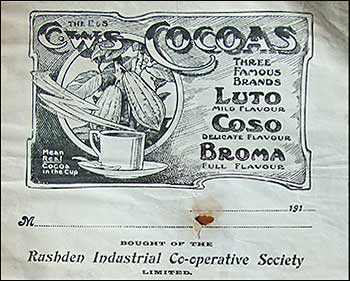 THE E & S
CWS COCOAS
THREE
FAMOUS
BRANDS
LUTO
MILD FLAVOUR
COSO
DELICATE FLAVOUR
BROMA
FULL FLAVOUR
Mean
Real
Cocoa
in the Cup
191
M
BOUGHT OF THE
Rushden Industrial Co-operative Society
LIMITED.